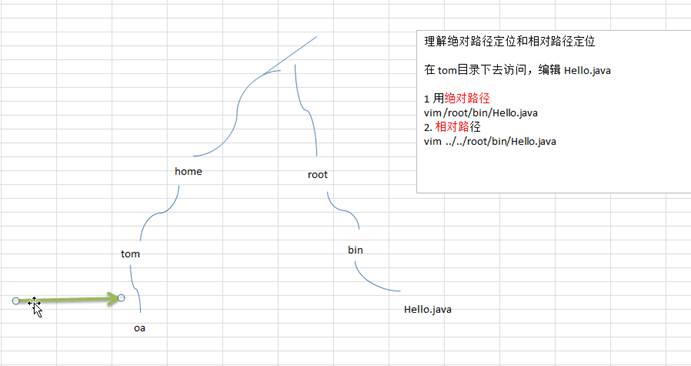 理解绝对路径定位和相对路径定位
在 tom目录下去访问，编辑 Hello.java
1 用绝对路径
vim/root/bin/Hello.java
2. 相对路径
vim ../../root/bin/Hello.java
home
root
tom
bin
Hello.java
oa